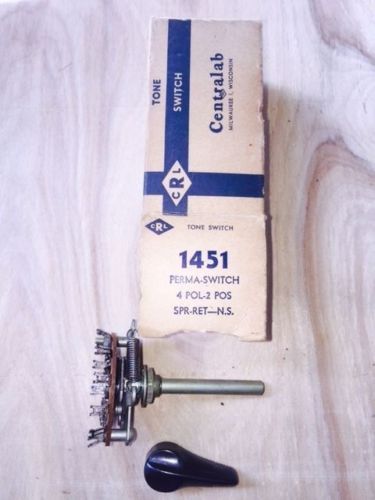 TONE
SWITCH
Centralab
MILWAUKEE 1, WISCONSIN
CRL
CRL
TONE SWITCH
1451
PERMA-SWITCH
4 POL-2 POS
SPR-RET—N.S.